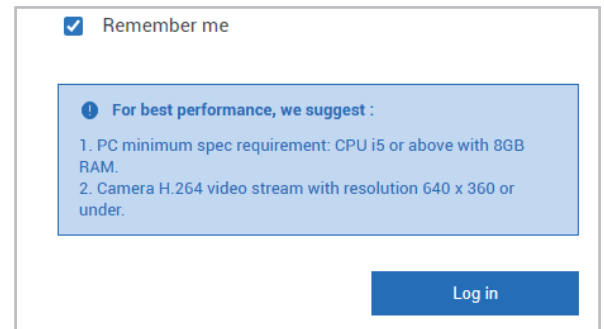 Remember me
For best performance, we suggest :
1. PC minimum spec requirement: CPU i5 or above with 8GB
RAM.
2. Camera H.264 video stream with resolution 640 x 360 or
under.
Log in